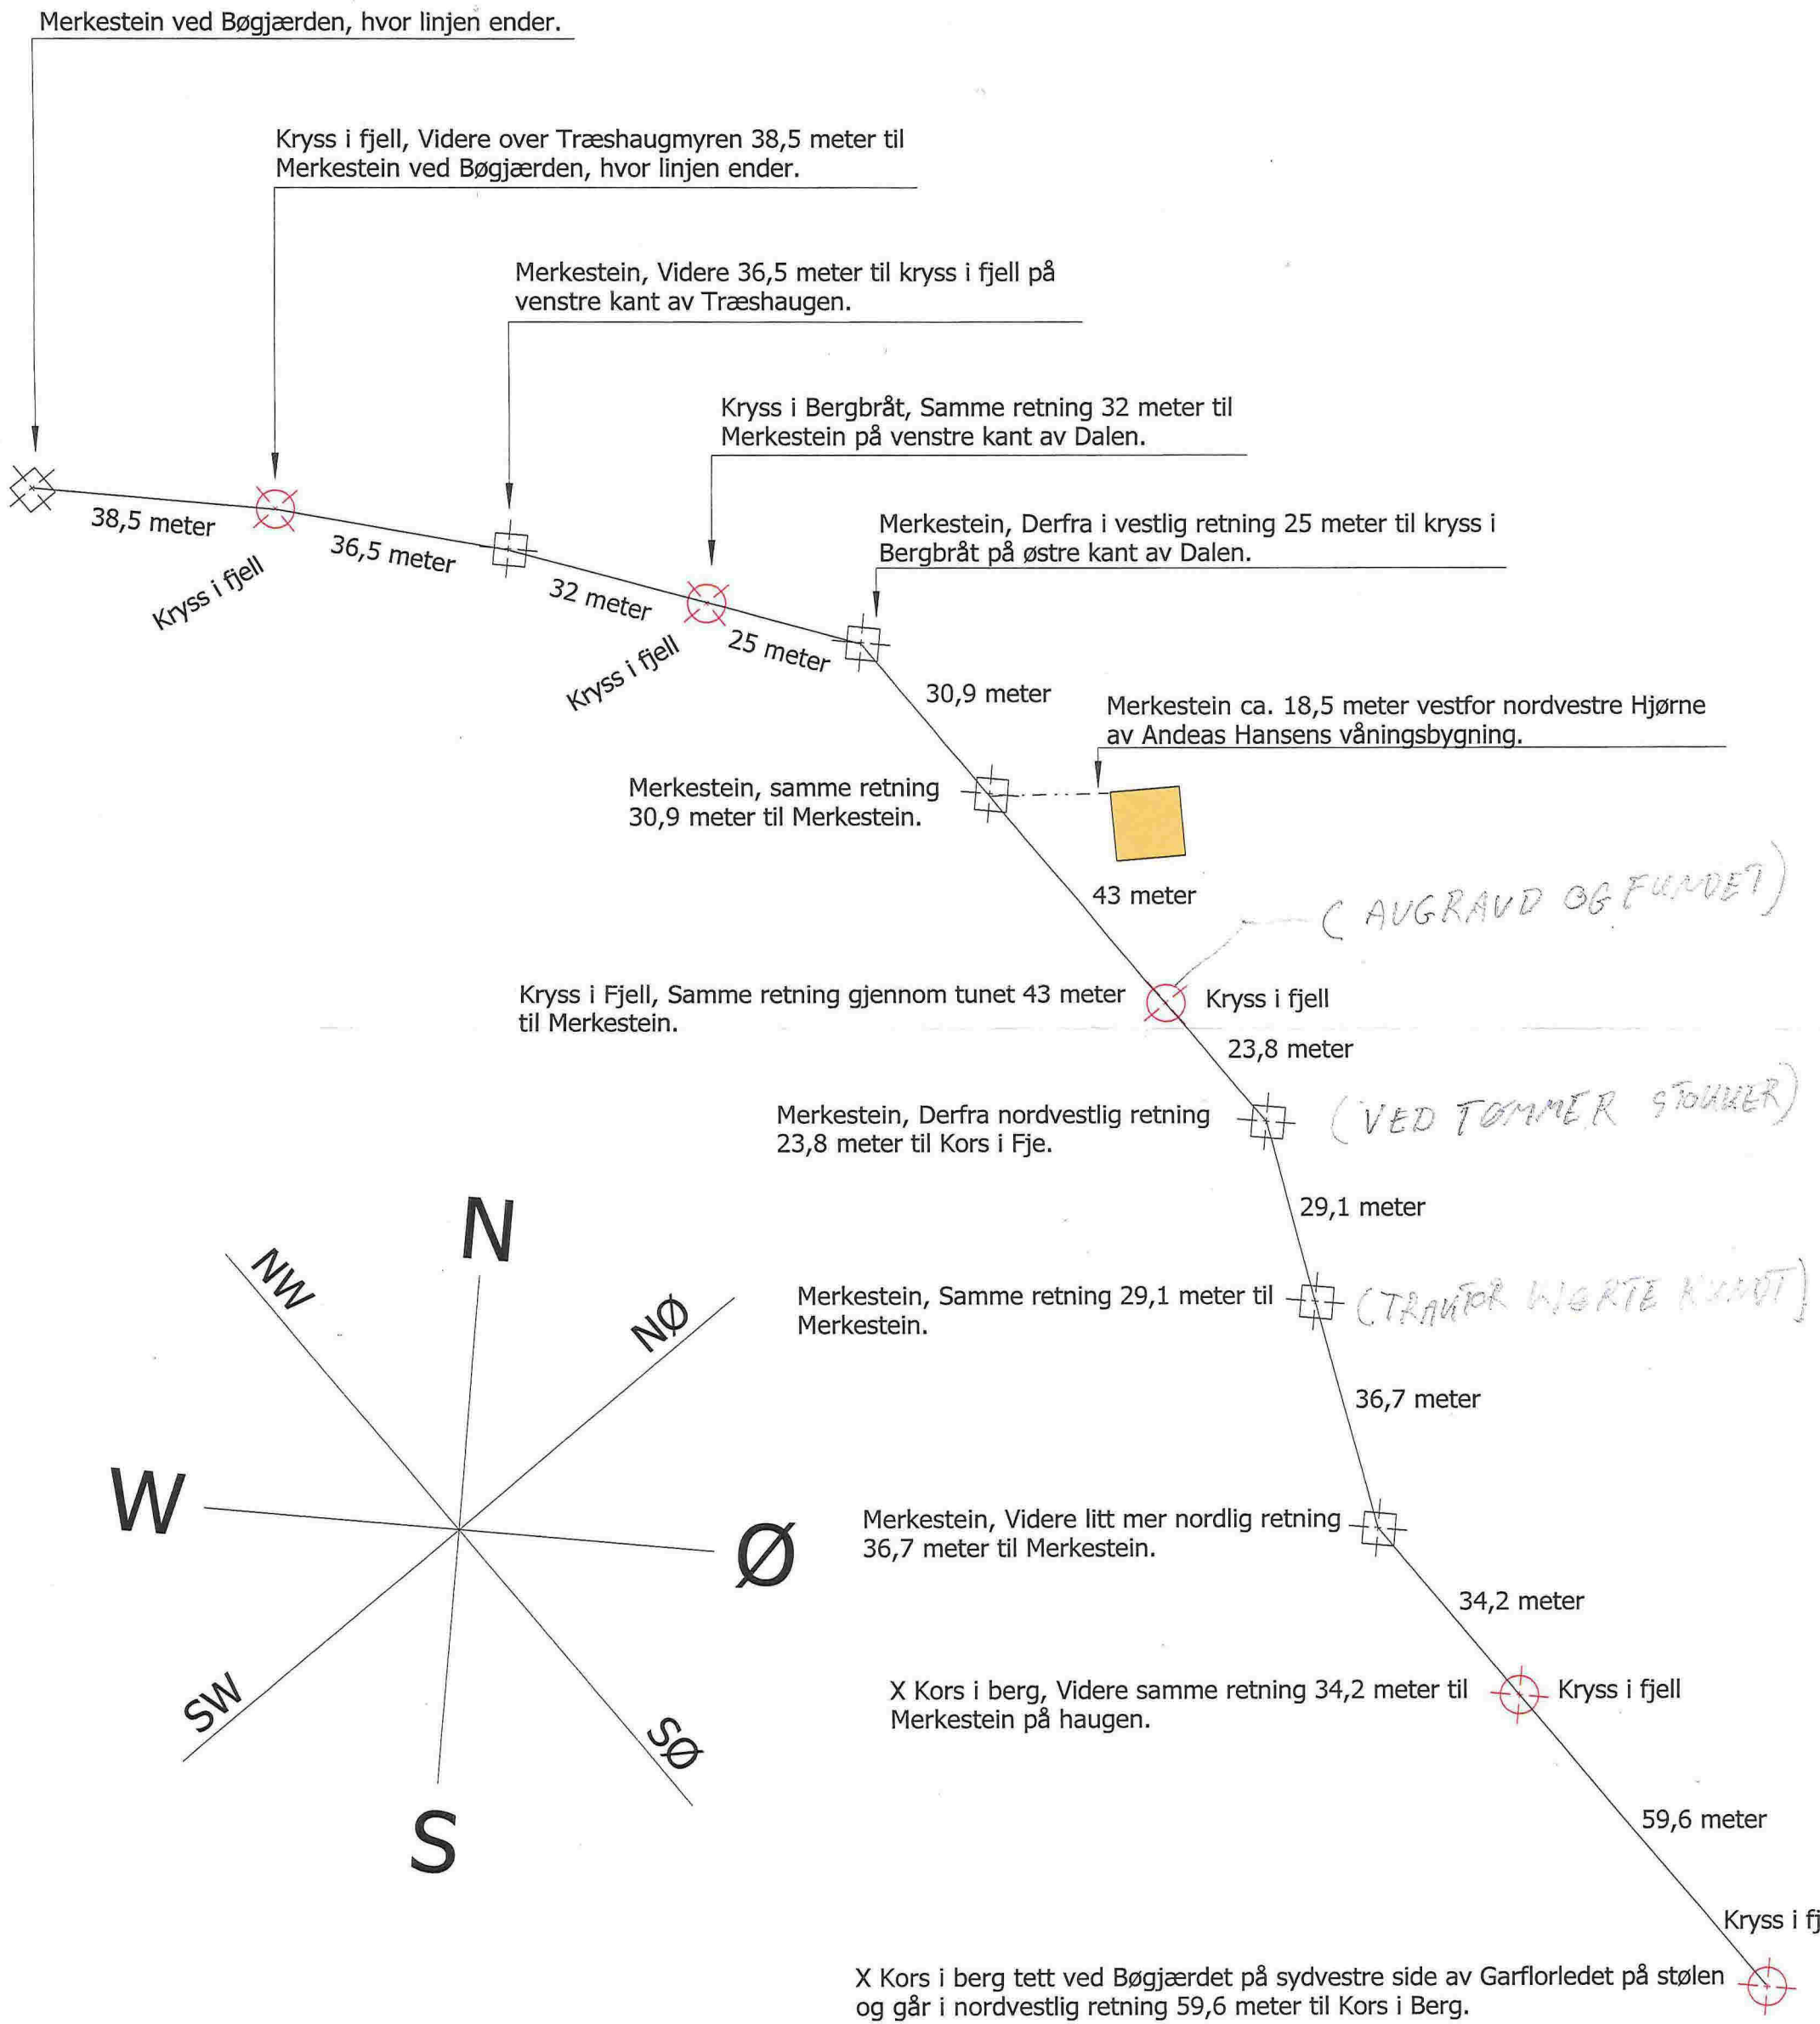 Merkestein ved Bøgjærden, hvor linjen ender.
Kryss i fjell, Videre over Træshaugmyren 38,5 meter til
Merkestein ved Bøgjærden, hvor linjen ender.
Merkestein, Videre 36,5 meter til kryss i fjell på
venstre kant av Træshaugen.
Kryss i Bergbråt, Samme retning 32 meter til
Merkestein på venstre kant av Dalen.
Merkestein, Derfra i vestlig retning 25 meter til kryss i
Bergbråt på østre kant av Dalen.
38,5 meter
Kryss i fjell
36,5 meter
32 meter
Kryss i fjell
25 meter
30,9 meter
Merkestein ca. 18,5 meter vestfor nordvestre Hjørne
av Andeas Hansens våningsbygning.
Merkestein, samme retning
30,9 meter til Merkestein.
43 meter
( AUGRAVD OG FUNDET)
Kryss i Fjell, Samme retning gjennom tunet 43 meter
til Merkestein.
Kryss i fjell
23,8 meter
Merkestein, Derfra nordvestlig retning
23,8 meter til Kors i Fje.
(VED TØMMER STOKKER)
29,1 meter
Merkestein, Samme retning 29,1 meter til
Merkestein.
(TRAKTOR
36,7 meter
Merkestein, Videre litt mer nordlig retning
36,7 meter til Merkestein.
34,2 meter
X Kors i berg, Videre samme retning 34,2 meter til
Merkestein på haugen.
Kryss i fjell
59,6 meter
Kryss i fj
X Kors i berg tett ved Bøgjærdet på sydvestre side av Garflorledet på stølen
og går i nordvestlig retning 59,6 meter til Kors i Berg.
N
NW
NØ
W
Ø
SW
SØ
S